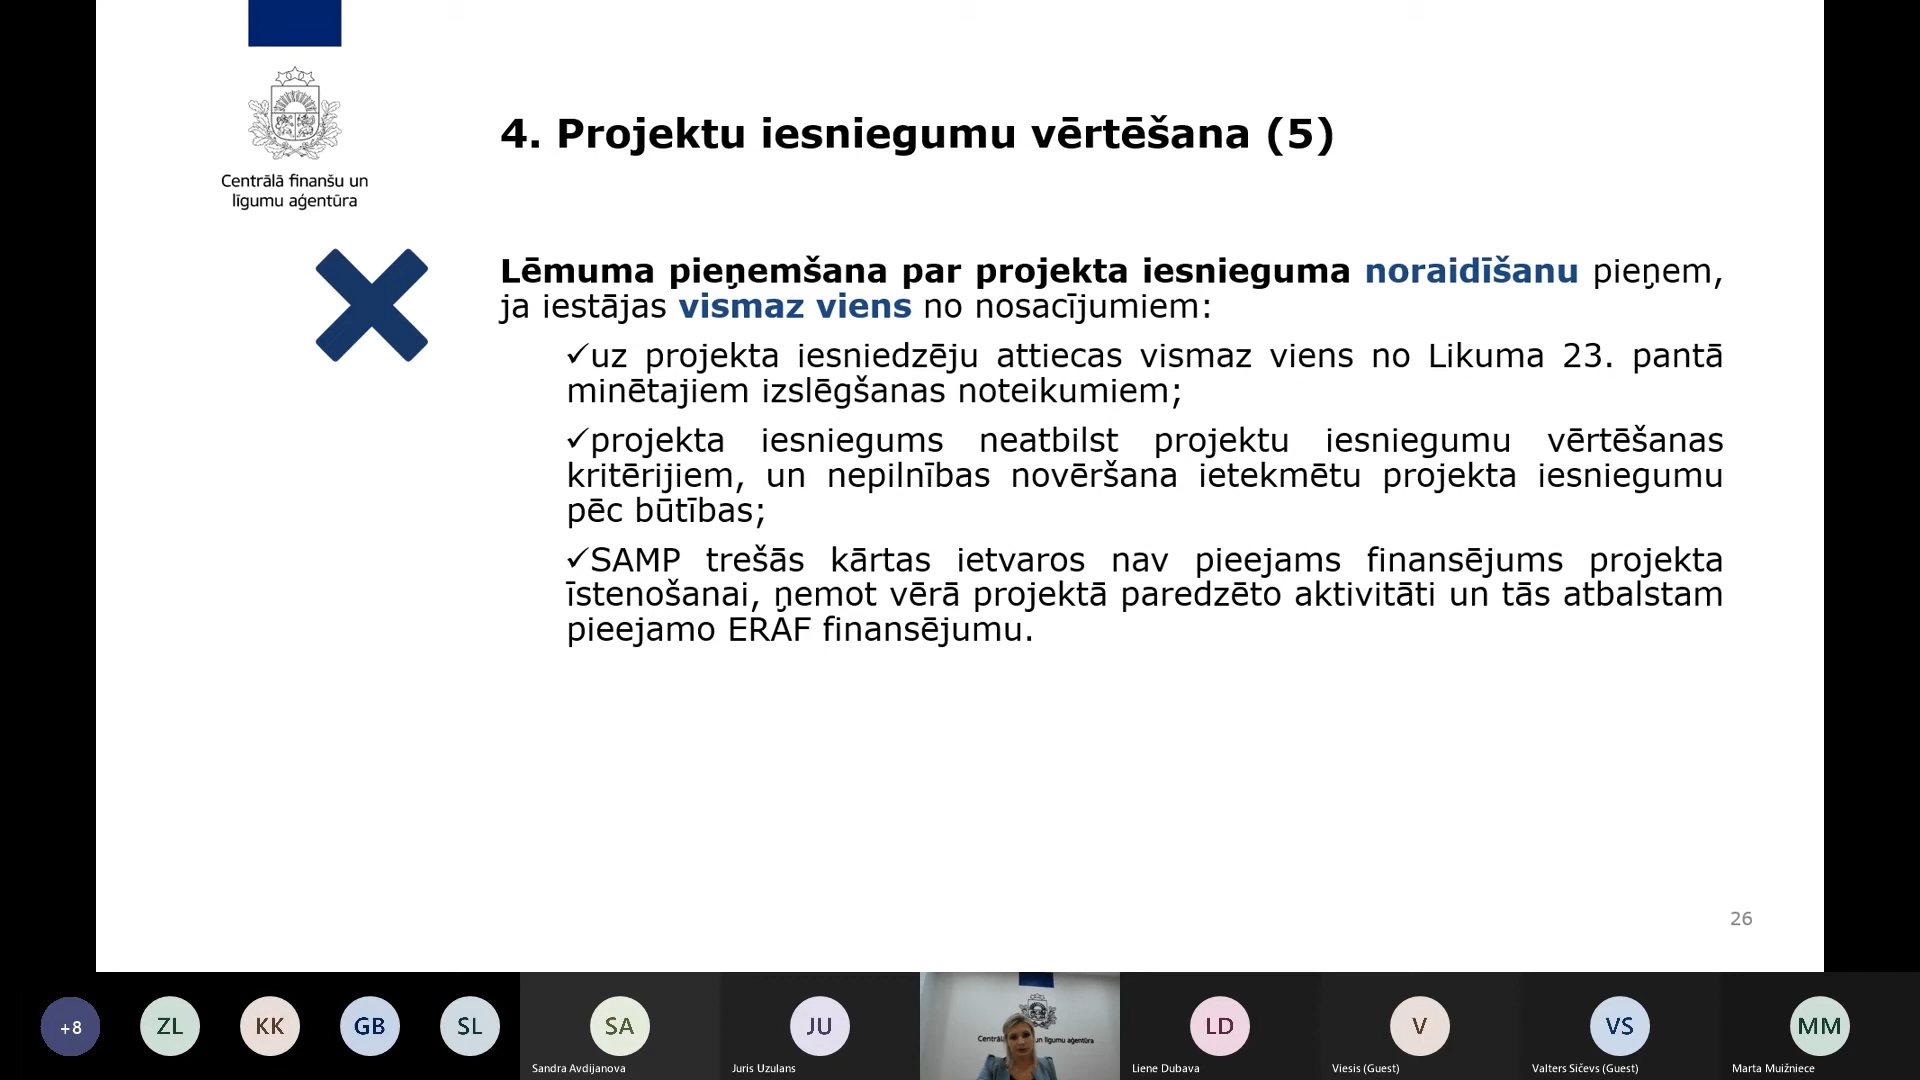 Centrālā finanšu un
līgumu aģentūra
4. Projektu iesniegumu vērtēšana (5)
Lēmuma pieņemšana par projekta iesnieguma noraidīšanu pieņem,
ja iestājas vismaz viens no nosacījumiem:
✓uz projekta iesniedzēju attiecas vismaz viens no Likuma 23. pantā
minētajiem izslēgšanas noteikumiem;
✓projekta iesniegums neatbilst projektu iesniegumu vērtēšanas
kritērijiem, un nepilnības novēršana ietekmētu projekta iesniegumu
pēc būtības;
✓SAMP trešās kārtas ietvaros nav pieejams finansējums projekta
īstenošanai, ņemot vērā projektā paredzēto aktivitāti un tās atbalstam
pieejamo ERAF finansējumu.
26
+8
ZL
KK
GB
SL
SA
JU
LD
V
VS
MM
Centrāl un līgumu aģentūra
Sandra Avdijanova
Juris Uzulans
Liene Dubava
Viesis (Guest)
Valters Sičevs (Guest)
Marta Muižniece